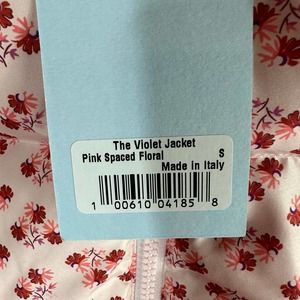 The Violet Jacket
Pink Spaced Floral S
Made in Italy
1 00610 04185 8